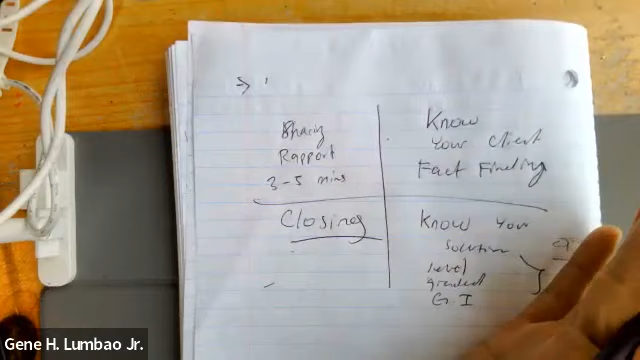 Sharing
Rapport
3-5 mins
Know
Your Client
Fact Finding
Closing
Know Your
Solution
Level
graded
G.I
Gene H. Lumbao Jr.